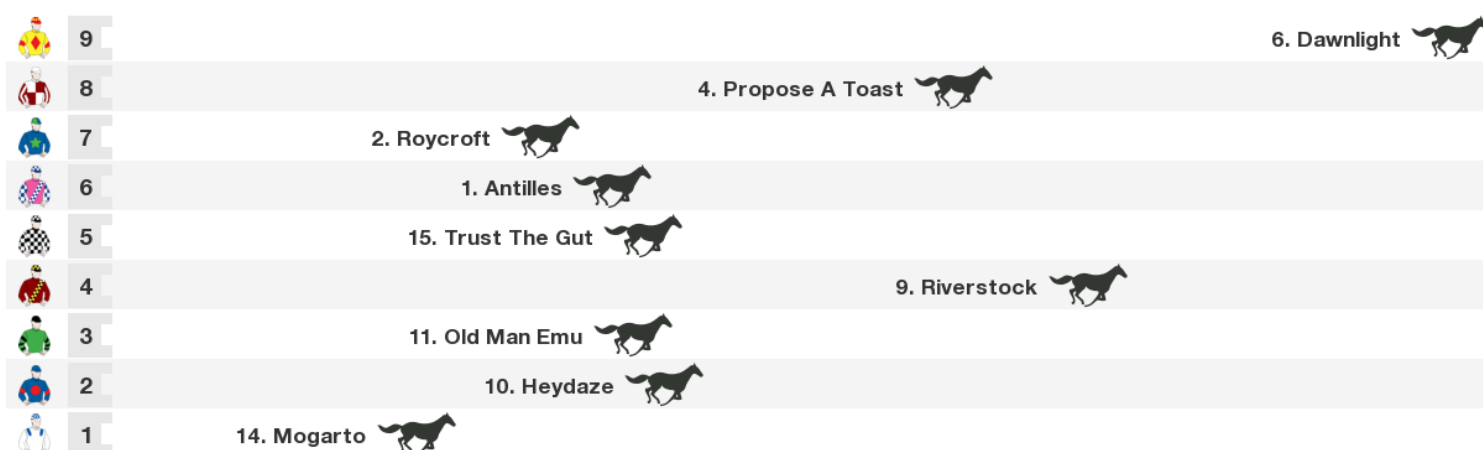 9 6. Dawnlight
8 4. Propose A Toast
7 2. Roycroft
6 1. Antilles
5 15. Trust The Gut
4 9. Riverstock
3 11. Old Man Emu
2 10. Heydaze
1 14. Mogarto